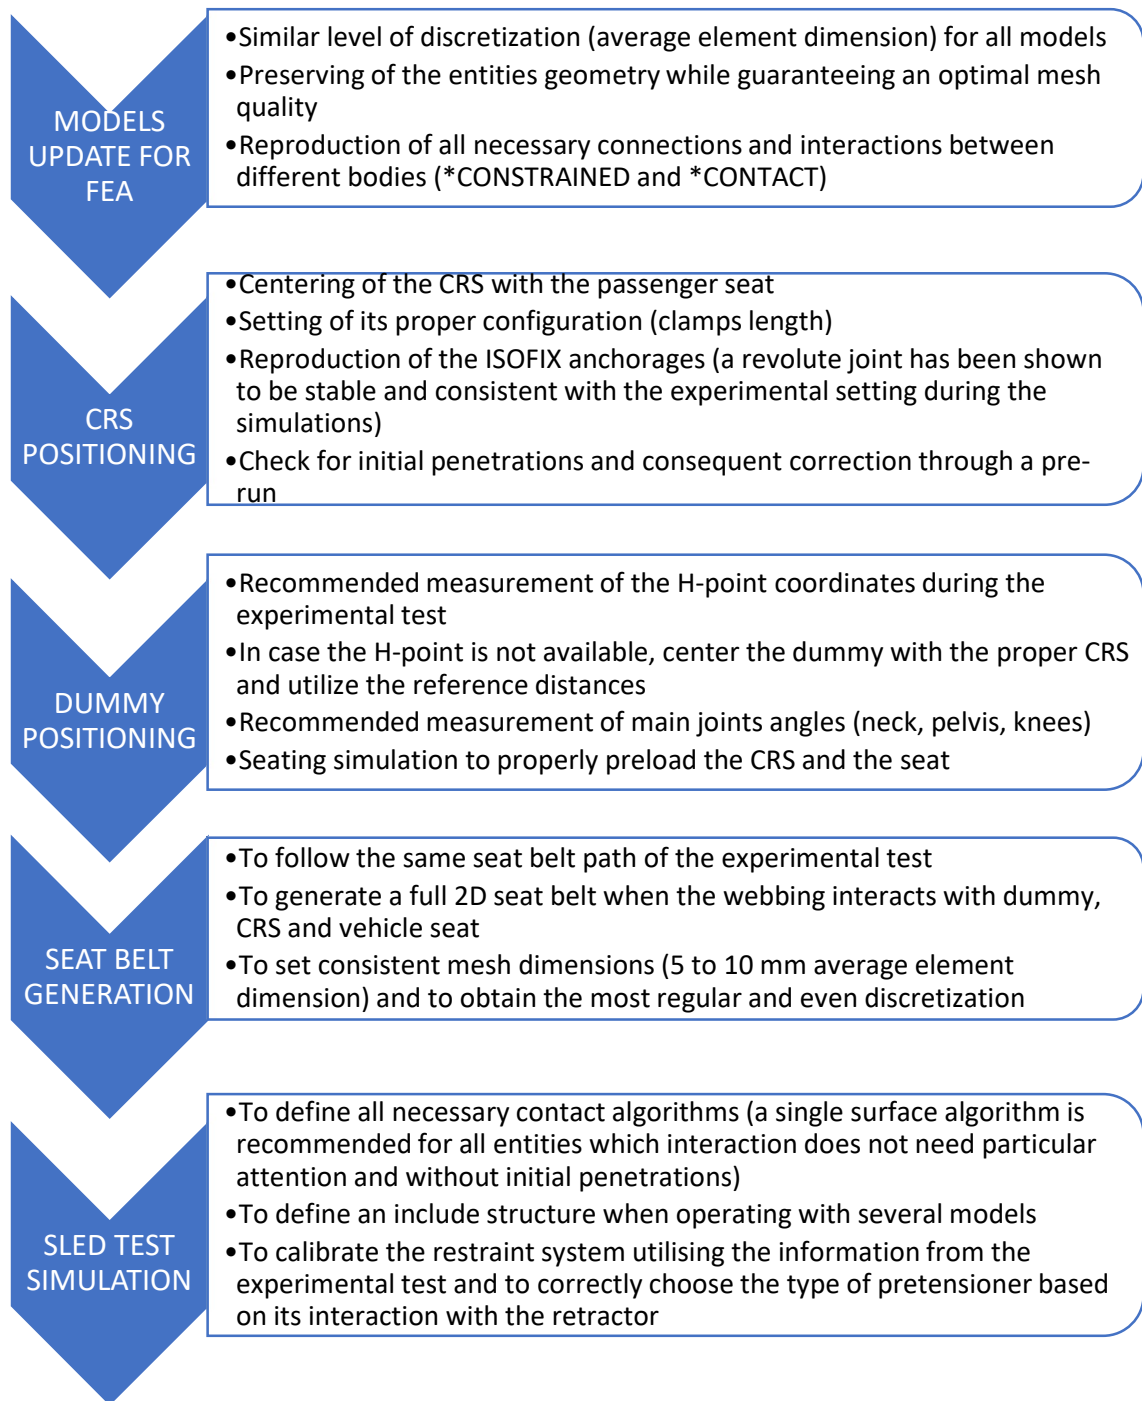 MODELS
UPDATE FOR
FEA
•Similar level of discretization (average element dimension) for all models
•Preserving of the entities geometry while guaranteeing an optimal mesh
quality
•Reproduction of all necessary connections and interactions between
different bodies (*CONSTRAINED and *CONTACT)
CRS
POSITIONING
•Centering of the CRS with the passenger seat
•Setting of its proper configuration (clamps length)
•Reproduction of the ISOFIX anchorages (a revolute joint has been shown
to be stable and consistent with the experimental setting during the
simulations)
•Check for initial penetrations and consequent correction through a pre-
run
DUMMY
POSITIONING
•Recommended measurement of the H-point coordinates during the
experimental test
•In case the H-point is not available, center the dummy with the proper CRS
and utilize the reference distances
•Recommended measurement of main joints angles (neck, pelvis, knees)
•Seating simulation to properly preload the CRS and the seat
SEAT BELT
GENERATION
•To follow the same seat belt path of the experimental test
•To generate a full 2D seat belt when the webbing interacts with dummy,
CRS and vehicle seat
•To set consistent mesh dimensions (5 to 10 mm average element
dimension) and to obtain the most regular and even discretization
SLED TEST
SIMULATION
•To define all necessary contact algorithms (a single surface algorithm is
recommended for all entities which interaction does not need particular
attention and without initial penetrations)
•To define an include structure when operating with several models
•To calibrate the restraint system utilising the information from the
experimental test and to correctly choose the type of pretensioner based
on its interaction with the retractor